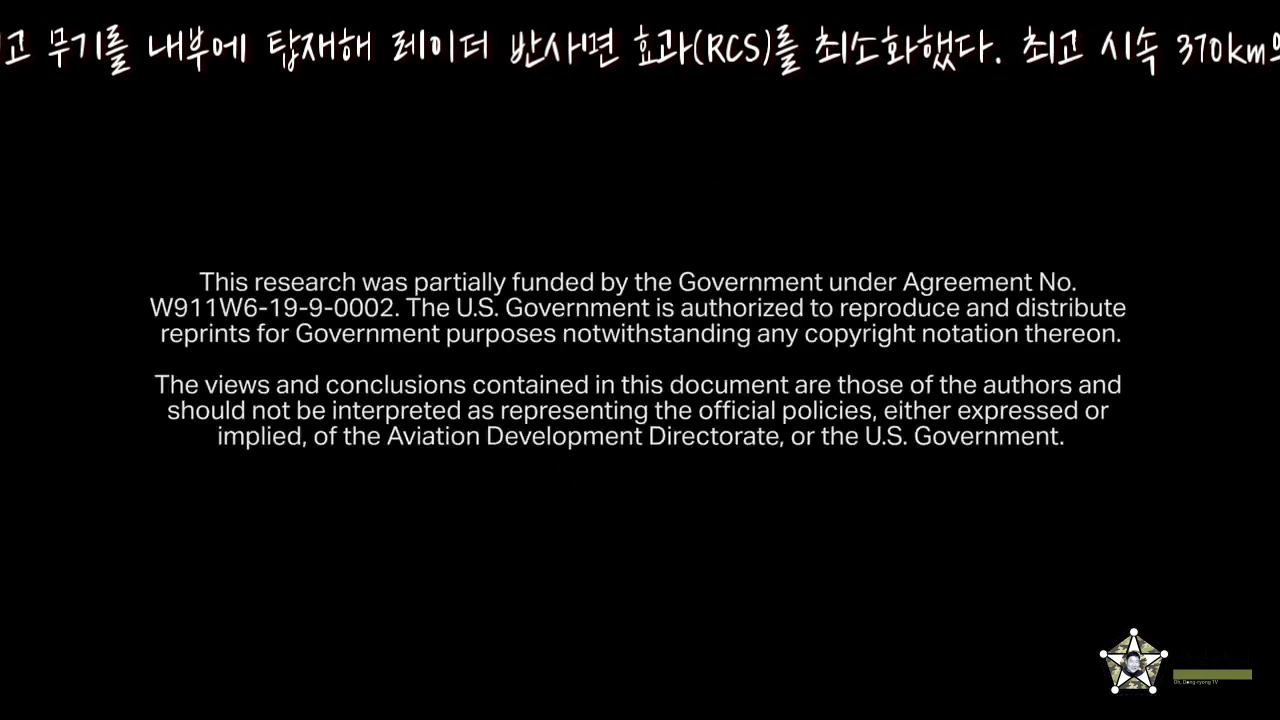 고 무기를 내부에 탑재해 레이더 반사면 효과(RCS)를 최소화했다. 최고 시속 370km의
This research was partially funded by the Government under Agreement No.
W911W6-19-9-0002. The U.S. Government is authorized to reproduce and distribute
reprints for Government purposes notwithstanding any copyright notation thereon.
The views and conclusions contained in this document are those of the authors and
should not be interpreted as representing the official policies, either expressed or
implied, of the Aviation Development Directorate, or the U.S. Government.
Oh, Dong-ryong TV